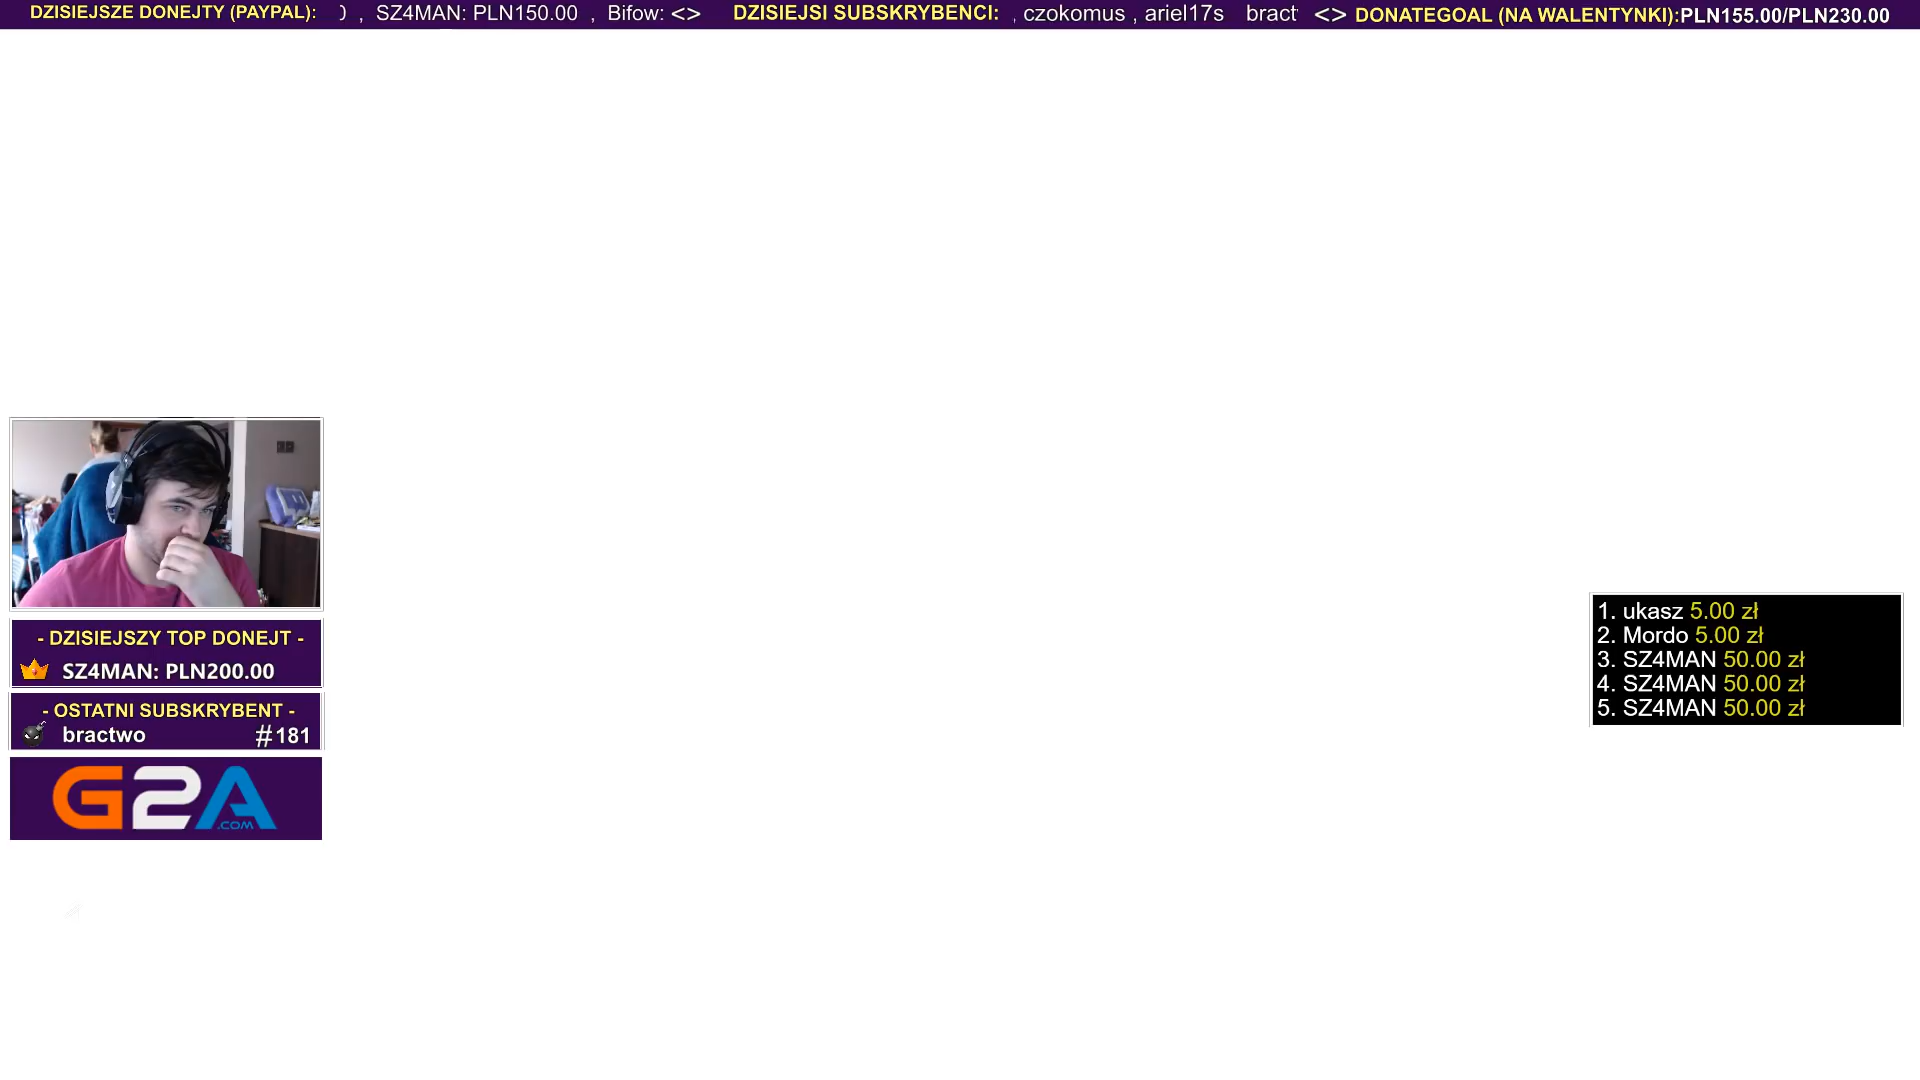 DZISIEJSZE DONEJTY (PAYPAL): , SZ4MAN: PLN150.00 , Bifow: <> DZISIEJSI SUBSKRYBENCI: , czokomus , ariel17s bract <> DONATEGOAL (NA WALENTYNKI):PLN155.00/PLN230.00
- DZISIEJSZY TOP DONEJT -
SZ4MAN: PLN200.00
- OSTATNI SUBSKRYBENT -
bractwo #181
G2A
.COM
1. ukasz 5.00 zł
2. Mordo 5.00 zł
3. SZ4MAN 50.00 zł
4. SZ4MAN 50.00 zł
5. SZ4MAN 50.00 zł